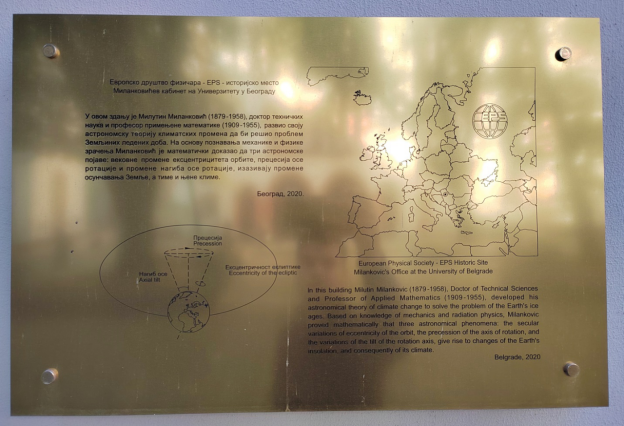 Европско друштво физичара - EPS - историјско место
Миланковићев кабинет на Универзитету у Београду
У овом здању је Милутин Миланковић (1879-1958), доктор техничких
наука и професор примењене математике (1909-1955), развио своју
астрономску теорију климатских промена да би решио проблем
Земљиних ледених доба. На основу познавања механике и физике
зрачења Миланковић је математички доказао да три астрономске
појаве: вековне промене ексцентрицитета орбите, прецесија осе
ротације и промене нагиба осе ротације, изазивају промене
осунчавања Земље, а тиме и њене климе.
Београд, 2020.
Прецесија
Precession
Нагиб осе
Axial tilt
Ексцентричност еклиптике
Eccentricity of the ecliptic
European Physical Society - EPS Historic Site
Milankovic's Office at the University of Belgrade
In this building Milutin Milankovic (1879-1958), Doctor of Technical Sciences
and Professor of Applied Mathematics (1909-1955), developed his
astronomical theory of climate change to solve the problem of the Earth's ice
ages. Based on knowledge of mechanics and radiation physics, Milankovic
proved mathematically that three astronomical phenomena: the secular
variations of eccentricity of the orbit, the precession of the axis of rotation, and
the variations of the tilt of the rotation axis, give rise to changes of the Earth's
insolation, and consequently of its climate.
Belgrade, 2020